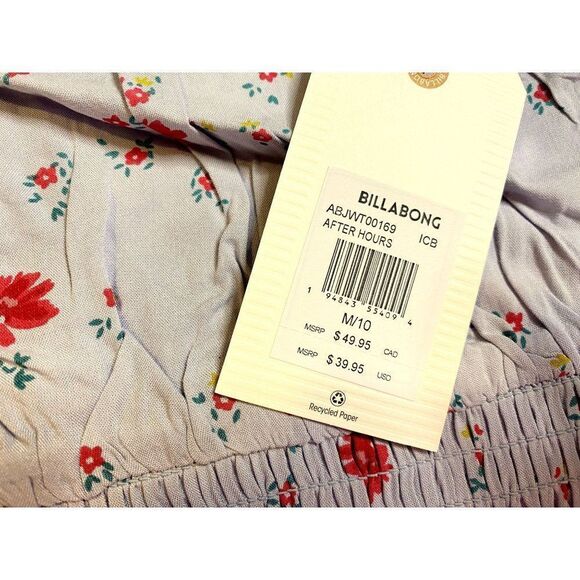 BILLABONG
BILLABONG
ABJWT00169 ICB
AFTER HOURS
1 94843 55409 4
M/10
MSRP $ 49.95 CAD
MSRP $ 39.95 USD
Recycled Paper